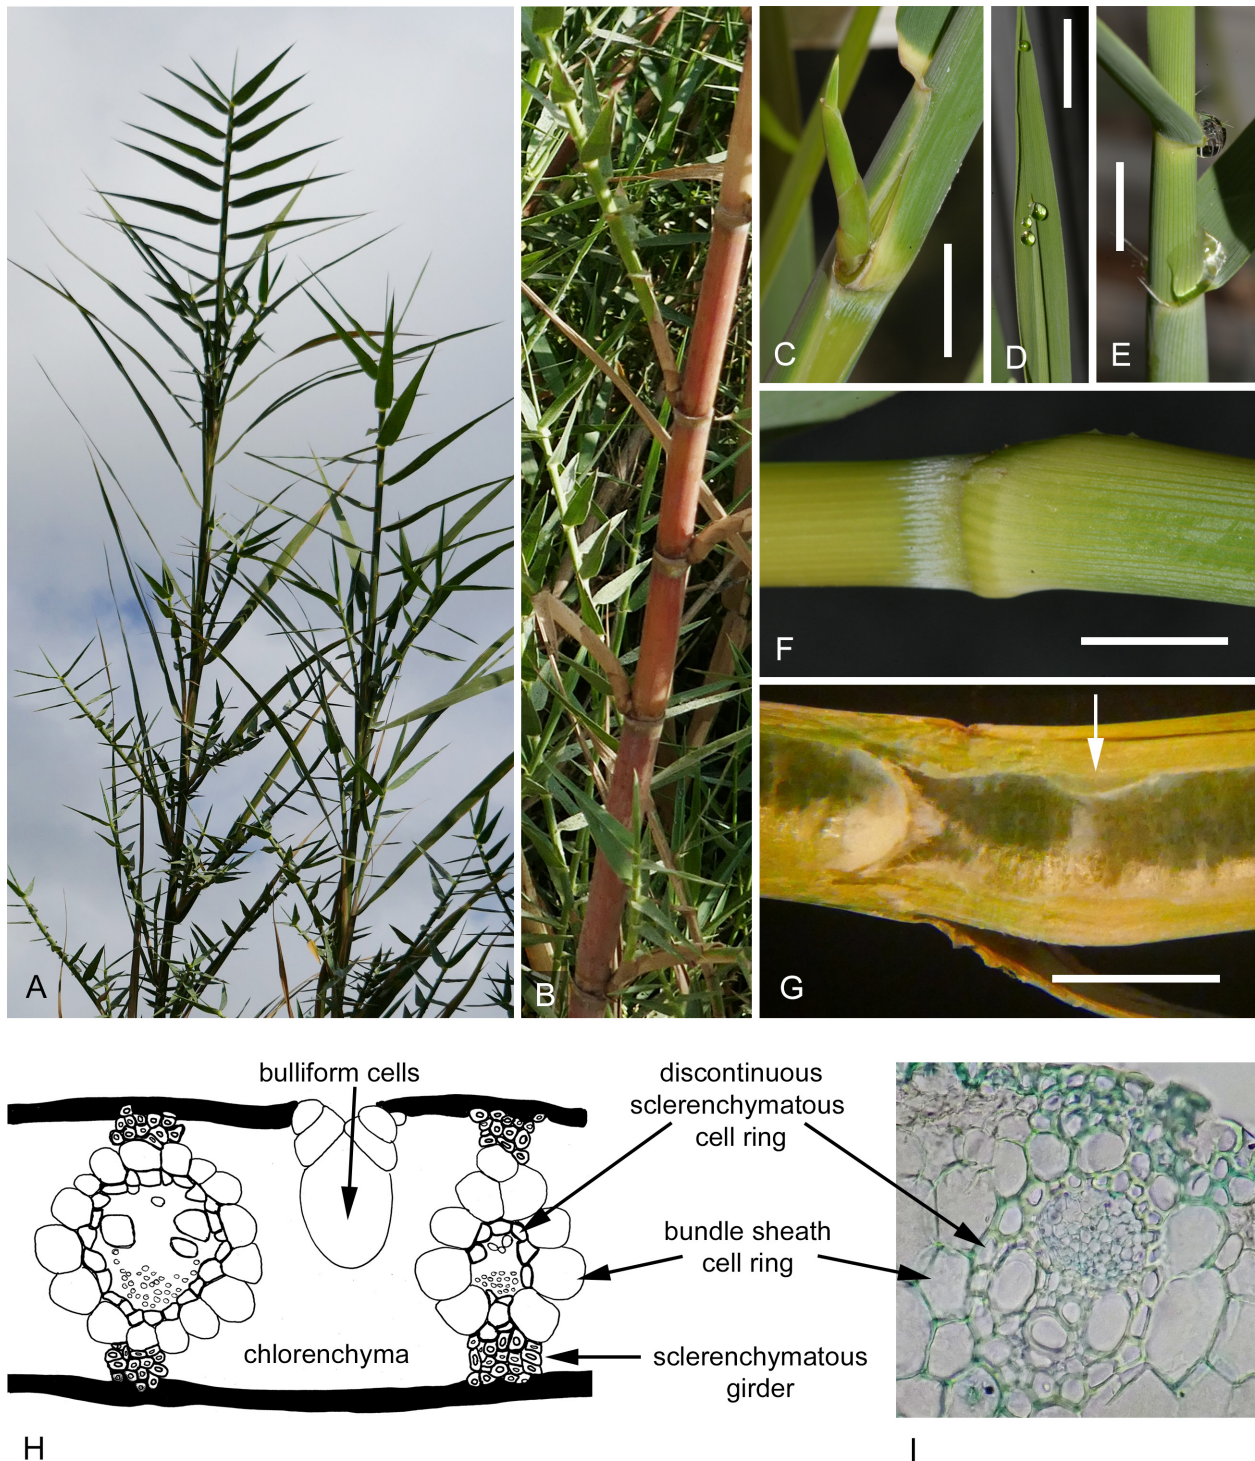 A
B
C
D
E
F
G
bulliform cells
discontinuous
sclerenchymatous
cell ring
bundle sheath
cell ring
chlorenchyma
sclerenchymatous
girder
H
I